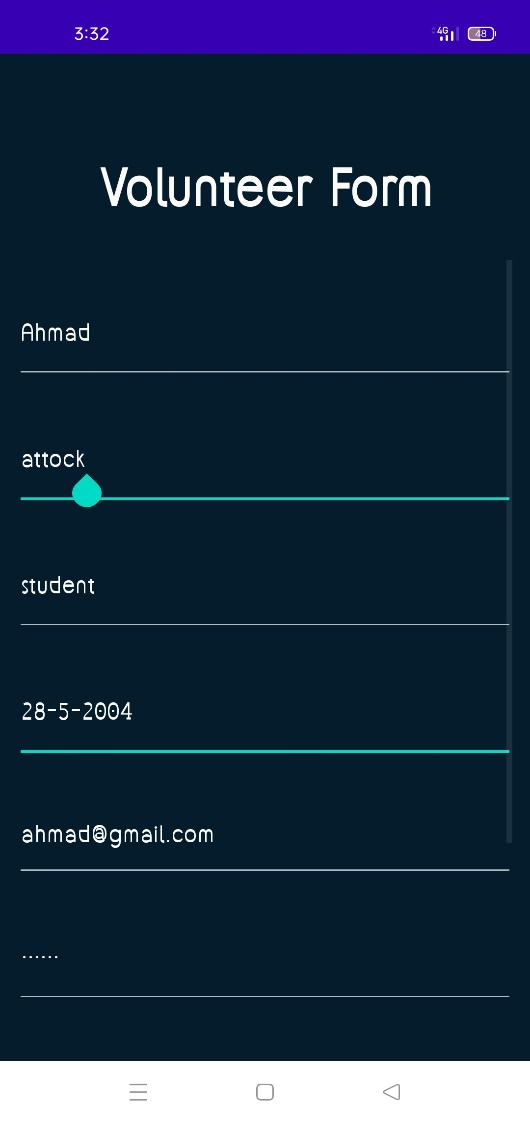 3:32
4G
48
Volunteer Form
Ahmad
attock
student
28-5-2004
ahmad@gmail.com
......